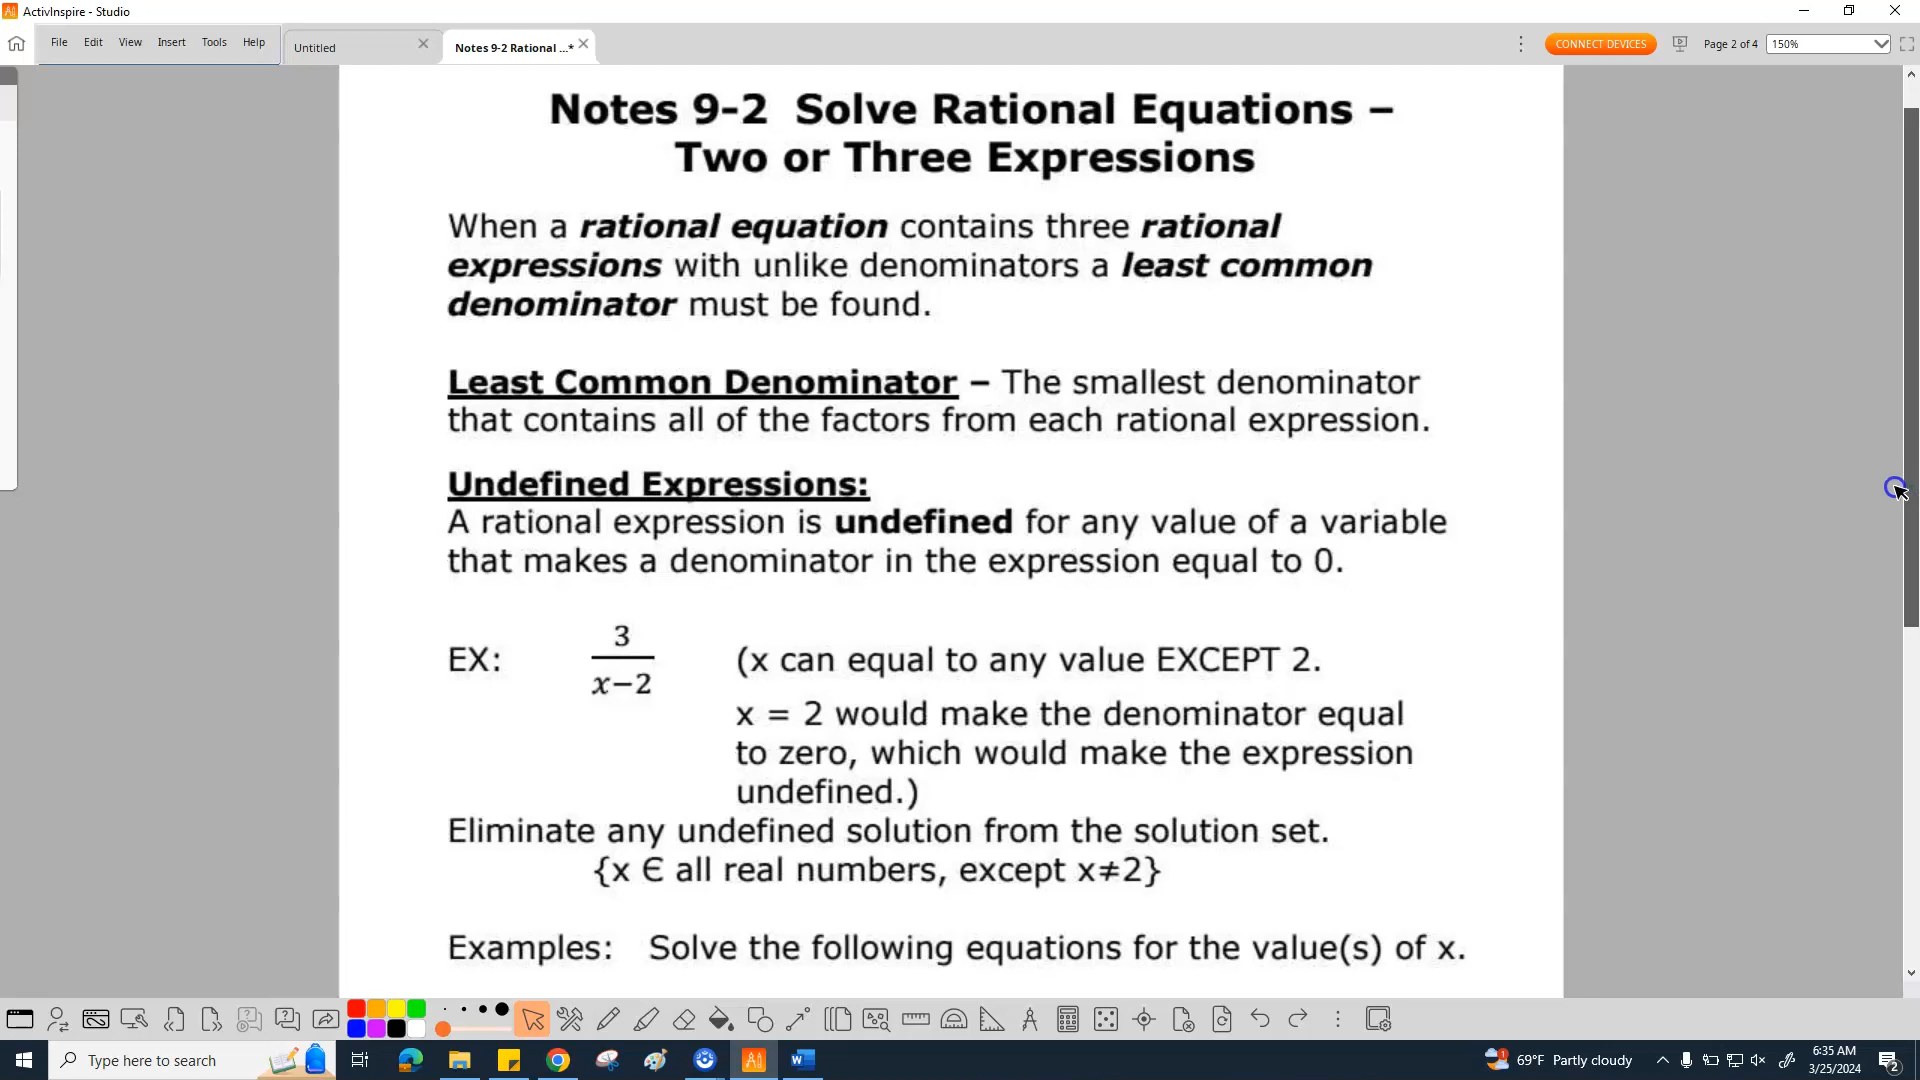 ActivInspire - Studio
File Edit View Insert Tools Help
Untitled
Notes 9-2 Rational ...*
CONNECT DEVICES
Page 2 of 4
150%
Notes 9-2 Solve Rational Equations –
Two or Three Expressions
When a rational equation contains three rational
expressions with unlike denominators a least common
denominator must be found.
Least Common Denominator – The smallest denominator
that contains all of the factors from each rational expression.
Undefined Expressions:
A rational expression is undefined for any value of a variable
that makes a denominator in the expression equal to 0.
EX: 3/(x−2) (x can equal to any value EXCEPT 2.
x = 2 would make the denominator equal
to zero, which would make the expression
undefined.)
Eliminate any undefined solution from the solution set.
{x Є all real numbers, except x≠2}
Examples: Solve the following equations for the value(s) of x.
Type here to search
69°F Partly cloudy
6:35 AM
3/25/2024
2